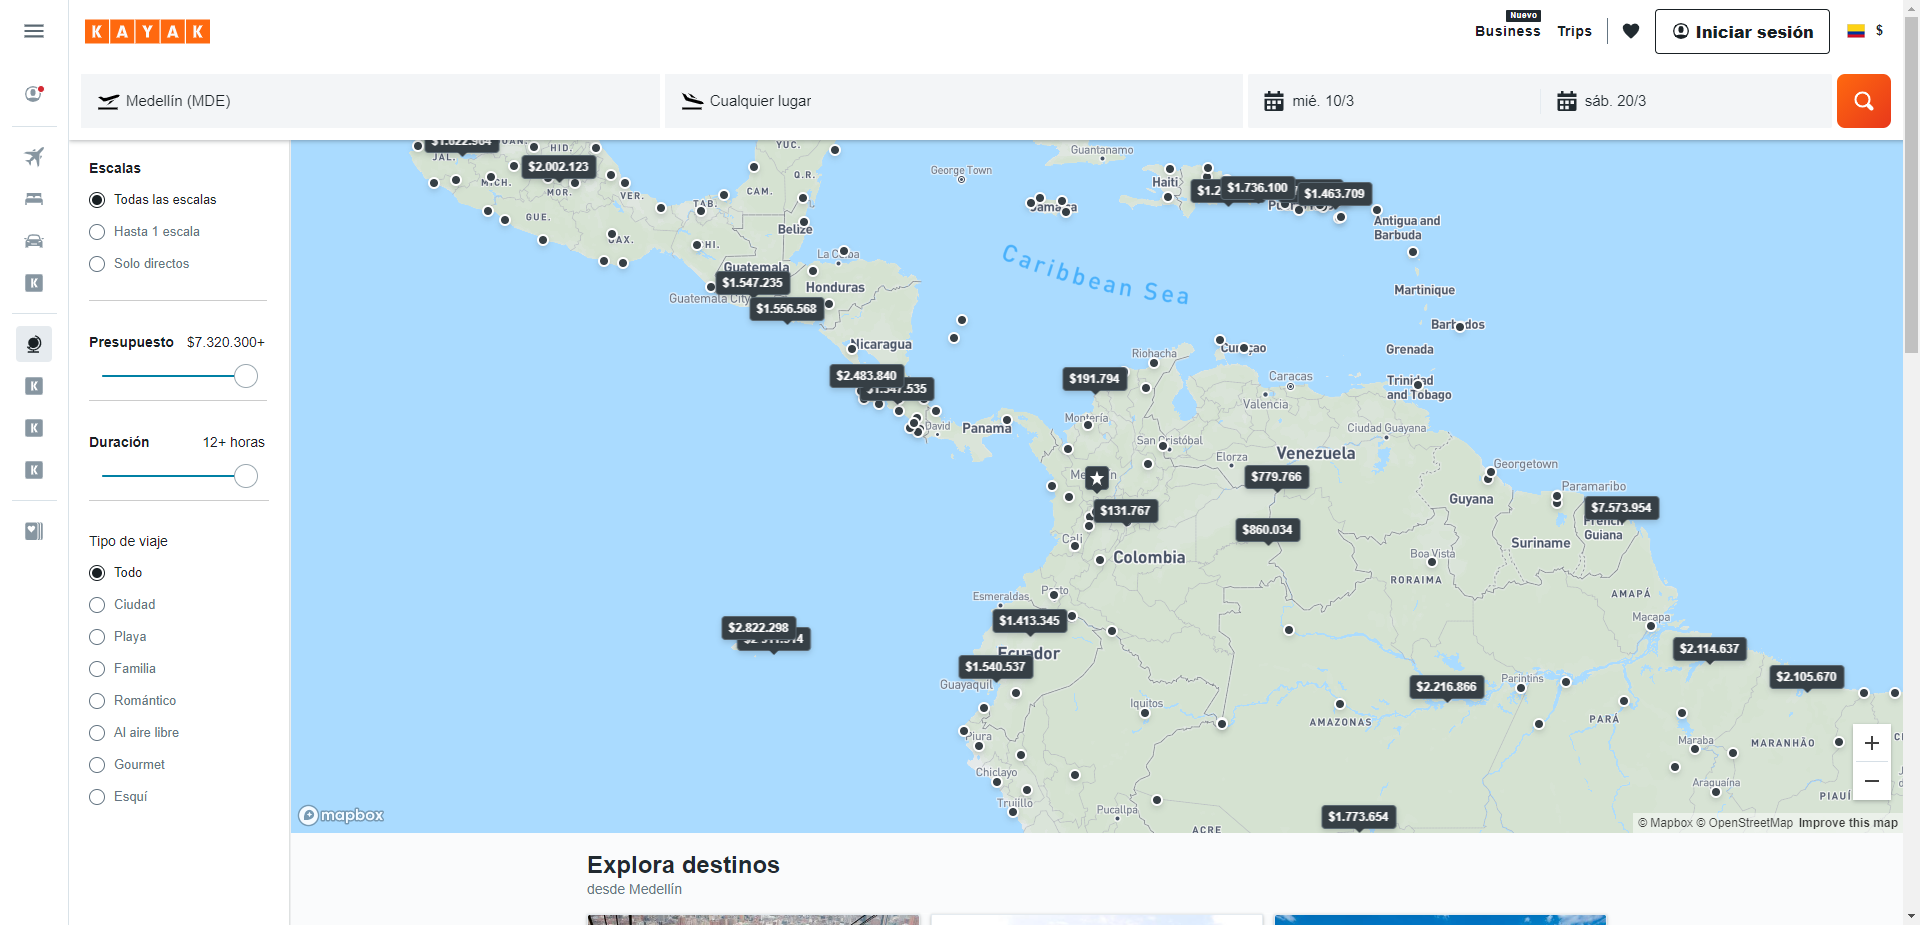 KAYAK
Nuevo
Business
Trips
Iniciar sesión
$
Medellín (MDE)
Cualquier lugar
mié. 10/3
sáb. 20/3
Escalas
Todas las escalas
Hasta 1 escala
Solo directos
Presupuesto $7.320.300+
Duración 12+ horas
Tipo de viaje
Todo
Ciudad
Playa
Familia
Romántico
Al aire libre
Gourmet
Esquí
K
K
K
K
$1.622.984
JAL.
HID.
$2.002.123
MICH.
MOR.
VER.
GUE.
TAB.
OAX.
CHI.
CAM.
YUC.
Q.R.
Belize
La Ceiba
Guatemala
$1.547.235
Honduras
Guatemala City
$1.556.568
Nicaragua
$2.483.840
$1.547.535
David
Panama
George Town
Guantanamo
Jamaica
Haiti
$1.736.100
$1.463.709
Antigua and
Barbuda
Caribbean Sea
Martinique
Barbados
Grenada
Trinidad
and Tobago
Curaçao
Riohacha
$191.794
Caracas
Valencia
Montería
San Cristóbal
Ciudad Guayana
Elorza
Venezuela
$779.766
Georgetown
Guyana
Paramaribo
$7.573.954
French
Guiana
Suriname
Medellín
$131.767
$860.034
Cali
Colombia
Boa Vista
RORAIMA
AMAPÁ
Macapa
Esmeraldas
Pasto
$1.413.345
Ecuador
$1.540.537
Guayaquil
$2.822.298
$2.114.637
$2.105.670
$2.216.866
Parintins
Iquitos
AMAZONAS
PARÁ
Piura
Chiclayo
Trujillo
Pucallpa
Maraba
MARANHÃO
Araguaína
PIAUÍ
$1.773.654
ACRE
mapbox
© Mapbox © OpenStreetMap Improve this map
Explora destinos
desde Medellín